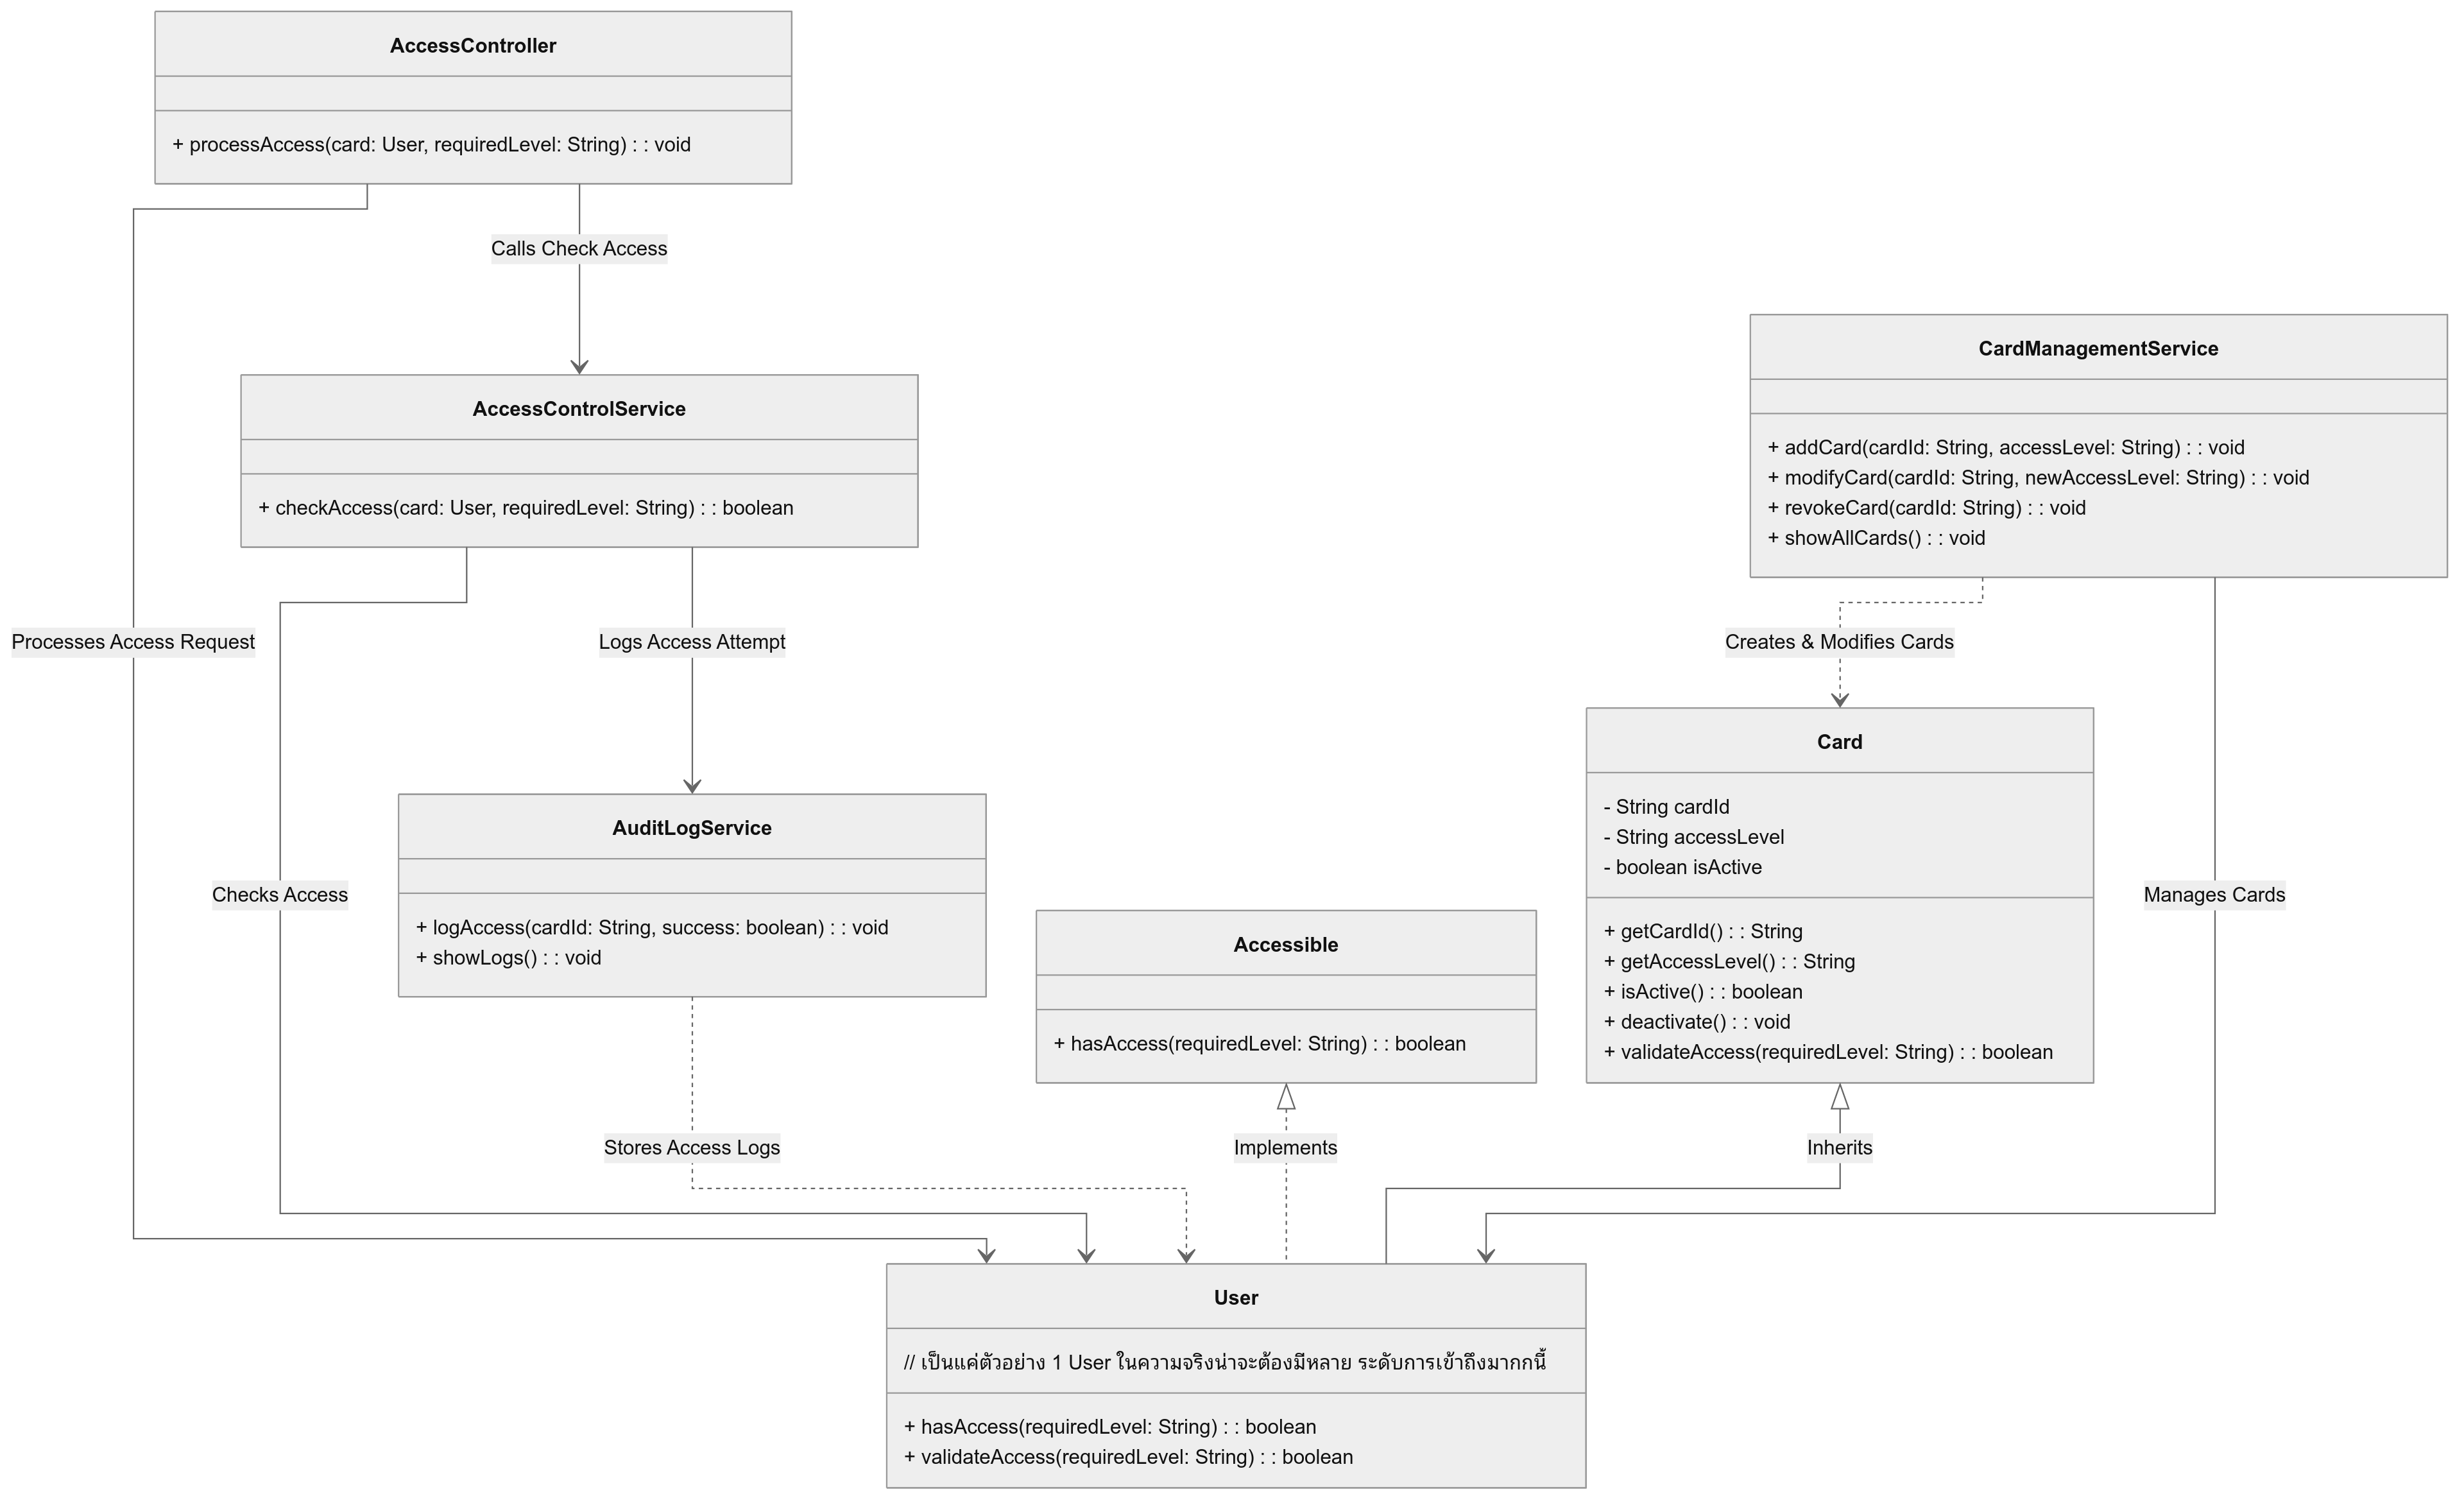 AccessController
+ processAccess(card: User, requiredLevel: String) : : void
Calls Check Access
CardManagementService
+ addCard(cardId: String, accessLevel: String) : : void
+ modifyCard(cardId: String, newAccessLevel: String) : : void
+ revokeCard(cardId: String) : : void
+ showAllCards() : : void
AccessControlService
+ checkAccess(card: User, requiredLevel: String) : : boolean
Processes Access Request
Logs Access Attempt
Creates & Modifies Cards
Card
- String cardId
- String accessLevel
- boolean isActive
+ getCardId() : : String
+ getAccessLevel() : : String
+ isActive() : : boolean
+ deactivate() : : void
+ validateAccess(requiredLevel: String) : : boolean
AuditLogService
+ logAccess(cardId: String, success: boolean) : : void
+ showLogs() : : void
Checks Access
Manages Cards
Accessible
+ hasAccess(requiredLevel: String) : : boolean
Stores Access Logs
Implements
Inherits
User
// เป็นแค่ตัวอย่าง 1 User ในความจริงน่าจะต้องมีหลาย ระดับการเข้าถึงมากกนี้
+ hasAccess(requiredLevel: String) : : boolean
+ validateAccess(requiredLevel: String) : : boolean